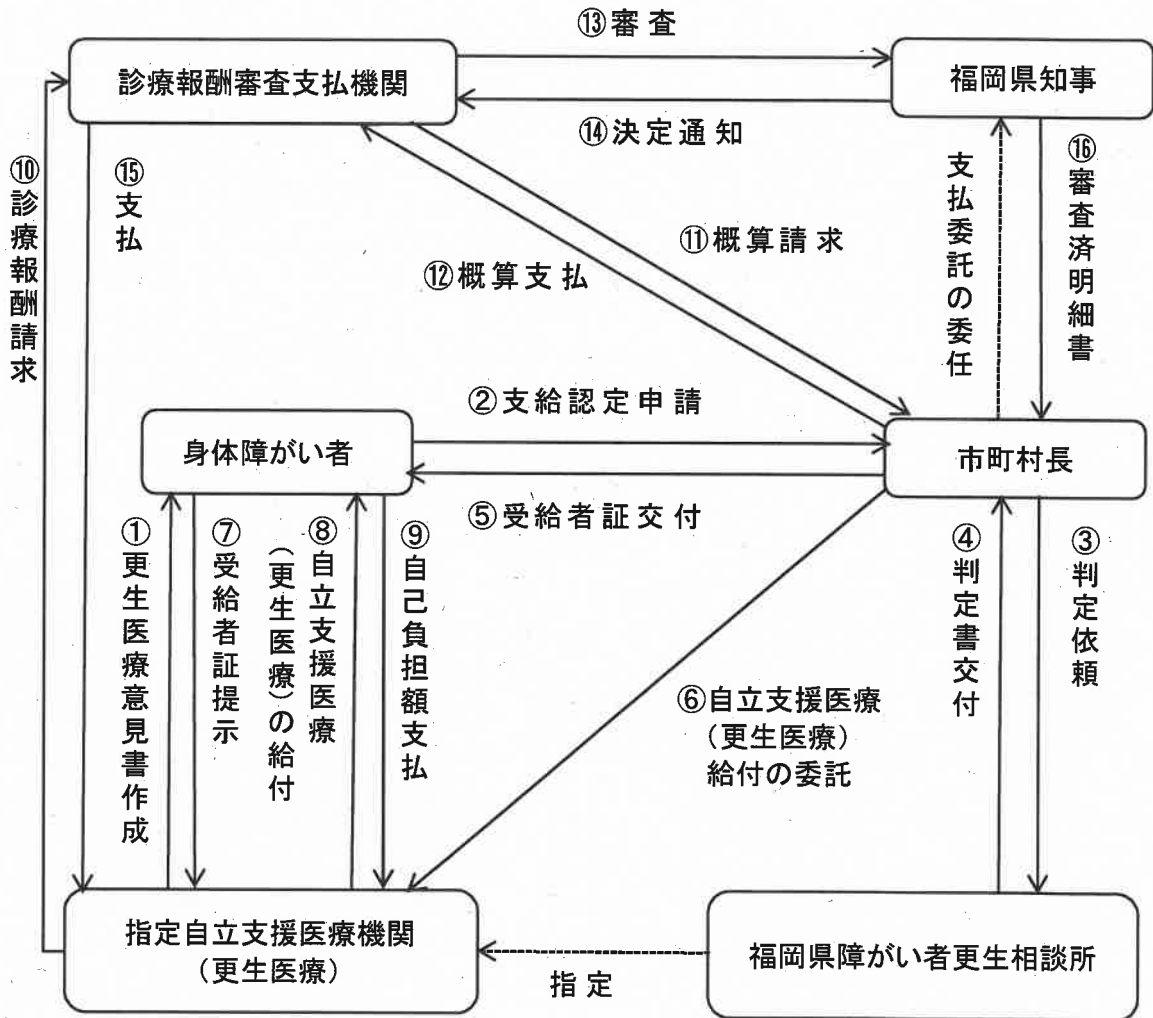 ⑬審査
診療報酬審査支払機関
福岡県知事
⑭決定通知
⑩診療報酬請求
⑮支払
⑪概算請求
⑫概算支払
支払委託の委任
⑯審査済明細書
②支給認定申請
身体障がい者
市町村長
⑤受給者証交付
①更生医療意見書作成
⑦受給者証提示
⑧自立支援医療
(更生医療)の給付
⑨自己負担額支払
④判定書交付
③判定依頼
⑥自立支援医療
(更生医療)
給付の委託
指定自立支援医療機関
(更生医療)
指定
福岡県障がい者更生相談所